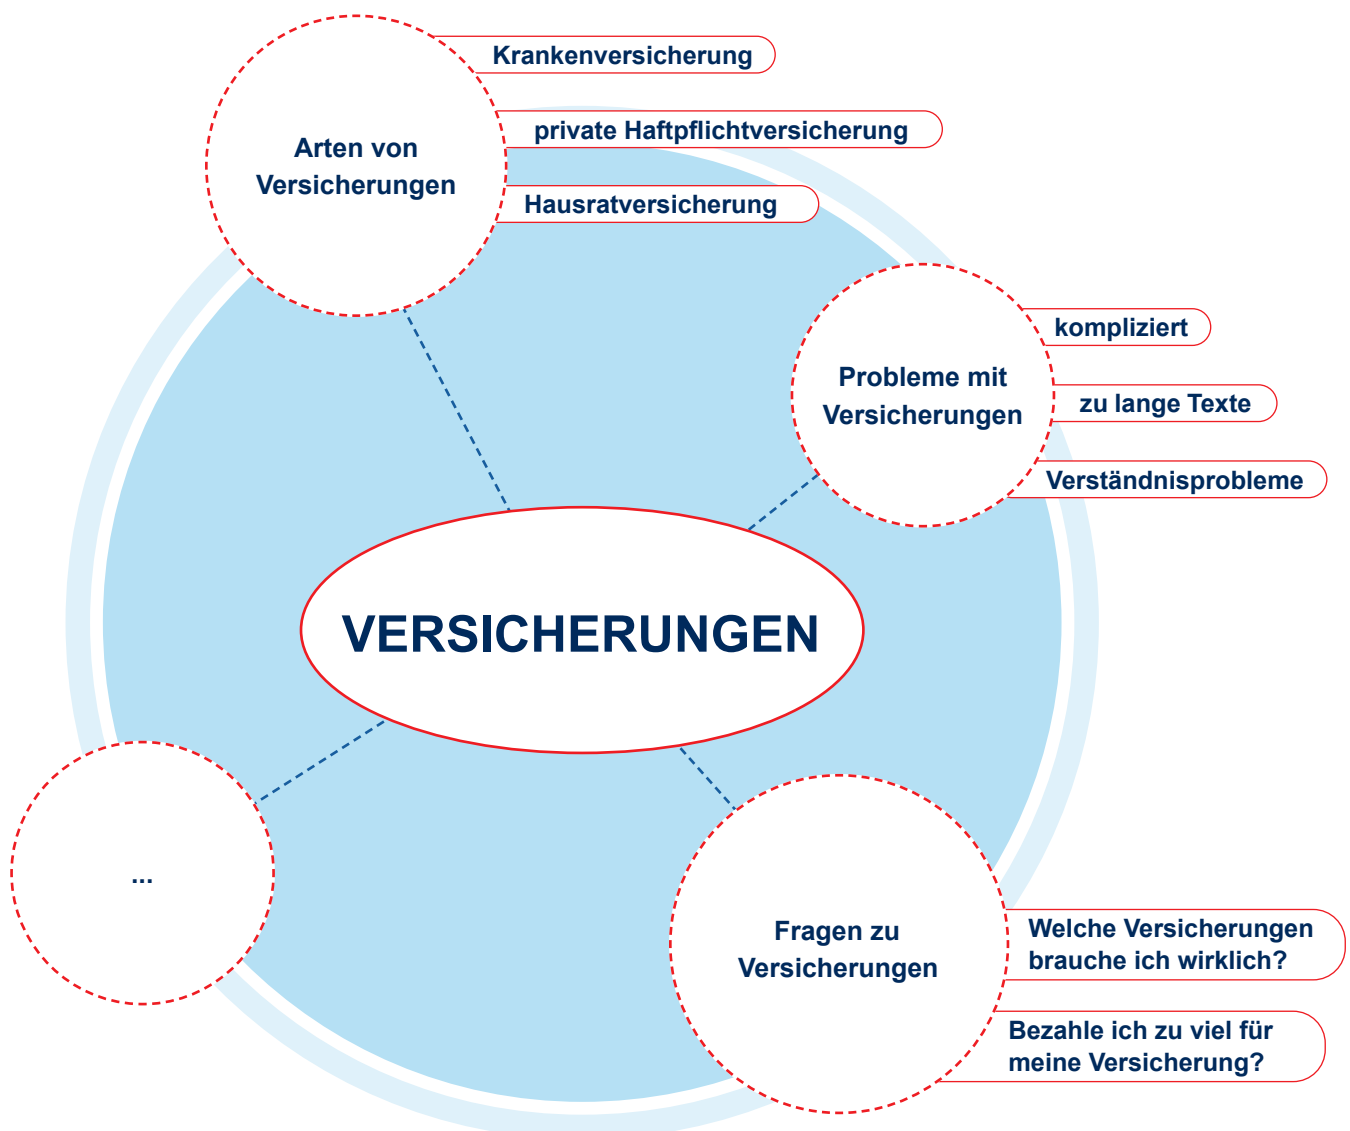 Krankenversicherung
private Haftpflichtversicherung
Hausratversicherung
Arten von
Versicherungen
kompliziert
zu lange Texte
Verständnisprobleme
Probleme mit
Versicherungen
VERSICHERUNGEN
...
Fragen zu
Versicherungen
Welche Versicherungen
brauche ich wirklich?
Bezahle ich zu viel für
meine Versicherung?